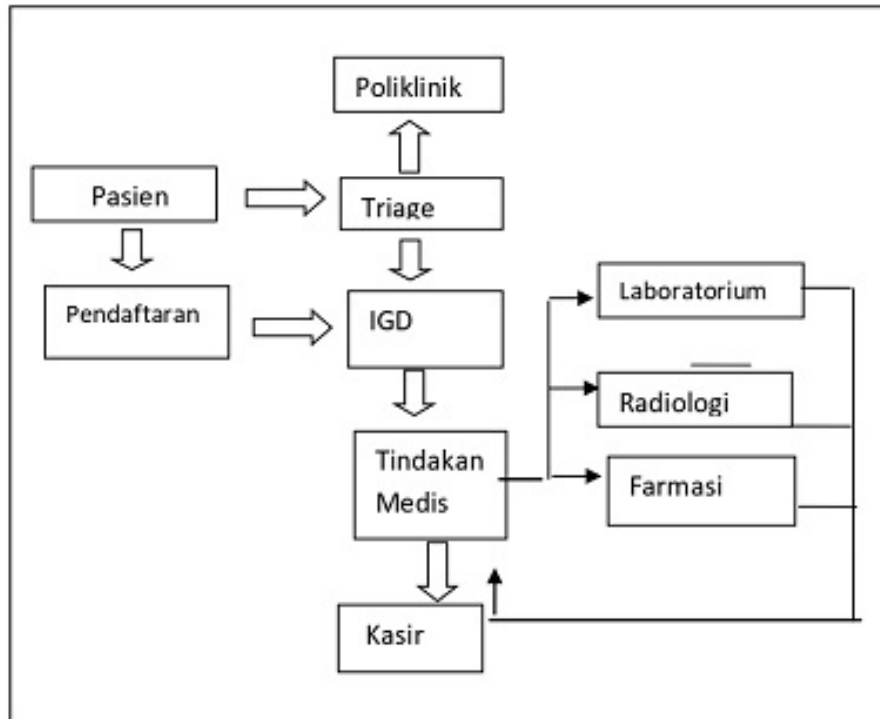 Poliklinik
Pasien
Triage
Pendaftaran
IGD
Laboratorium
Radiologi
Tindakan
Medis
Farmasi
Kasir